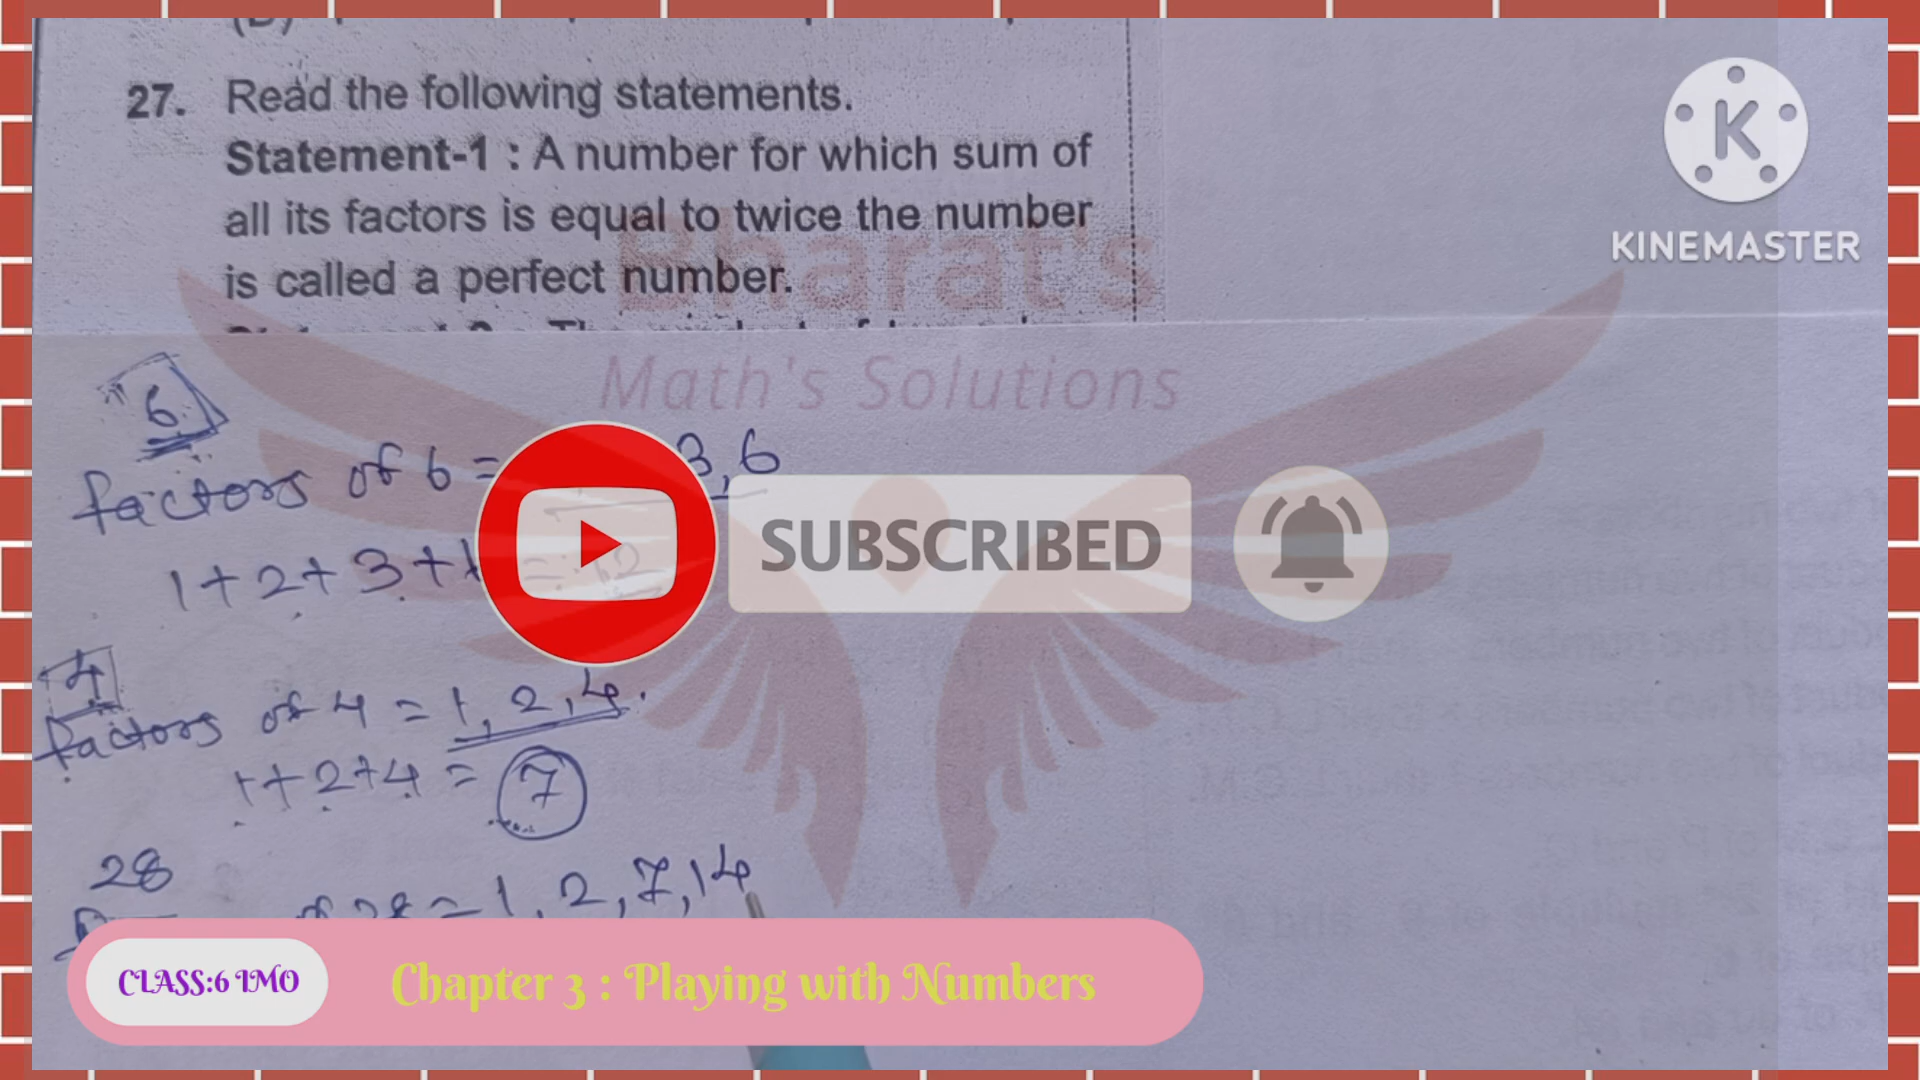 27. Read the following statements.
Statement-1 : A number for which sum of
all its factors is equal to twice the number
is called a perfect number.
KINEMASTER
Bharat's
Math's Solutions
6
factors of 6 = 3, 6
1 + 2 + 3 +
SUBSCRIBED
4
factors of 4 = 1, 2, 4.
1 + 2 + 4 = 7
28
of 28 = 1, 2, 7, 14
CLASS:6 IMO
Chapter 3 : Playing with Numbers